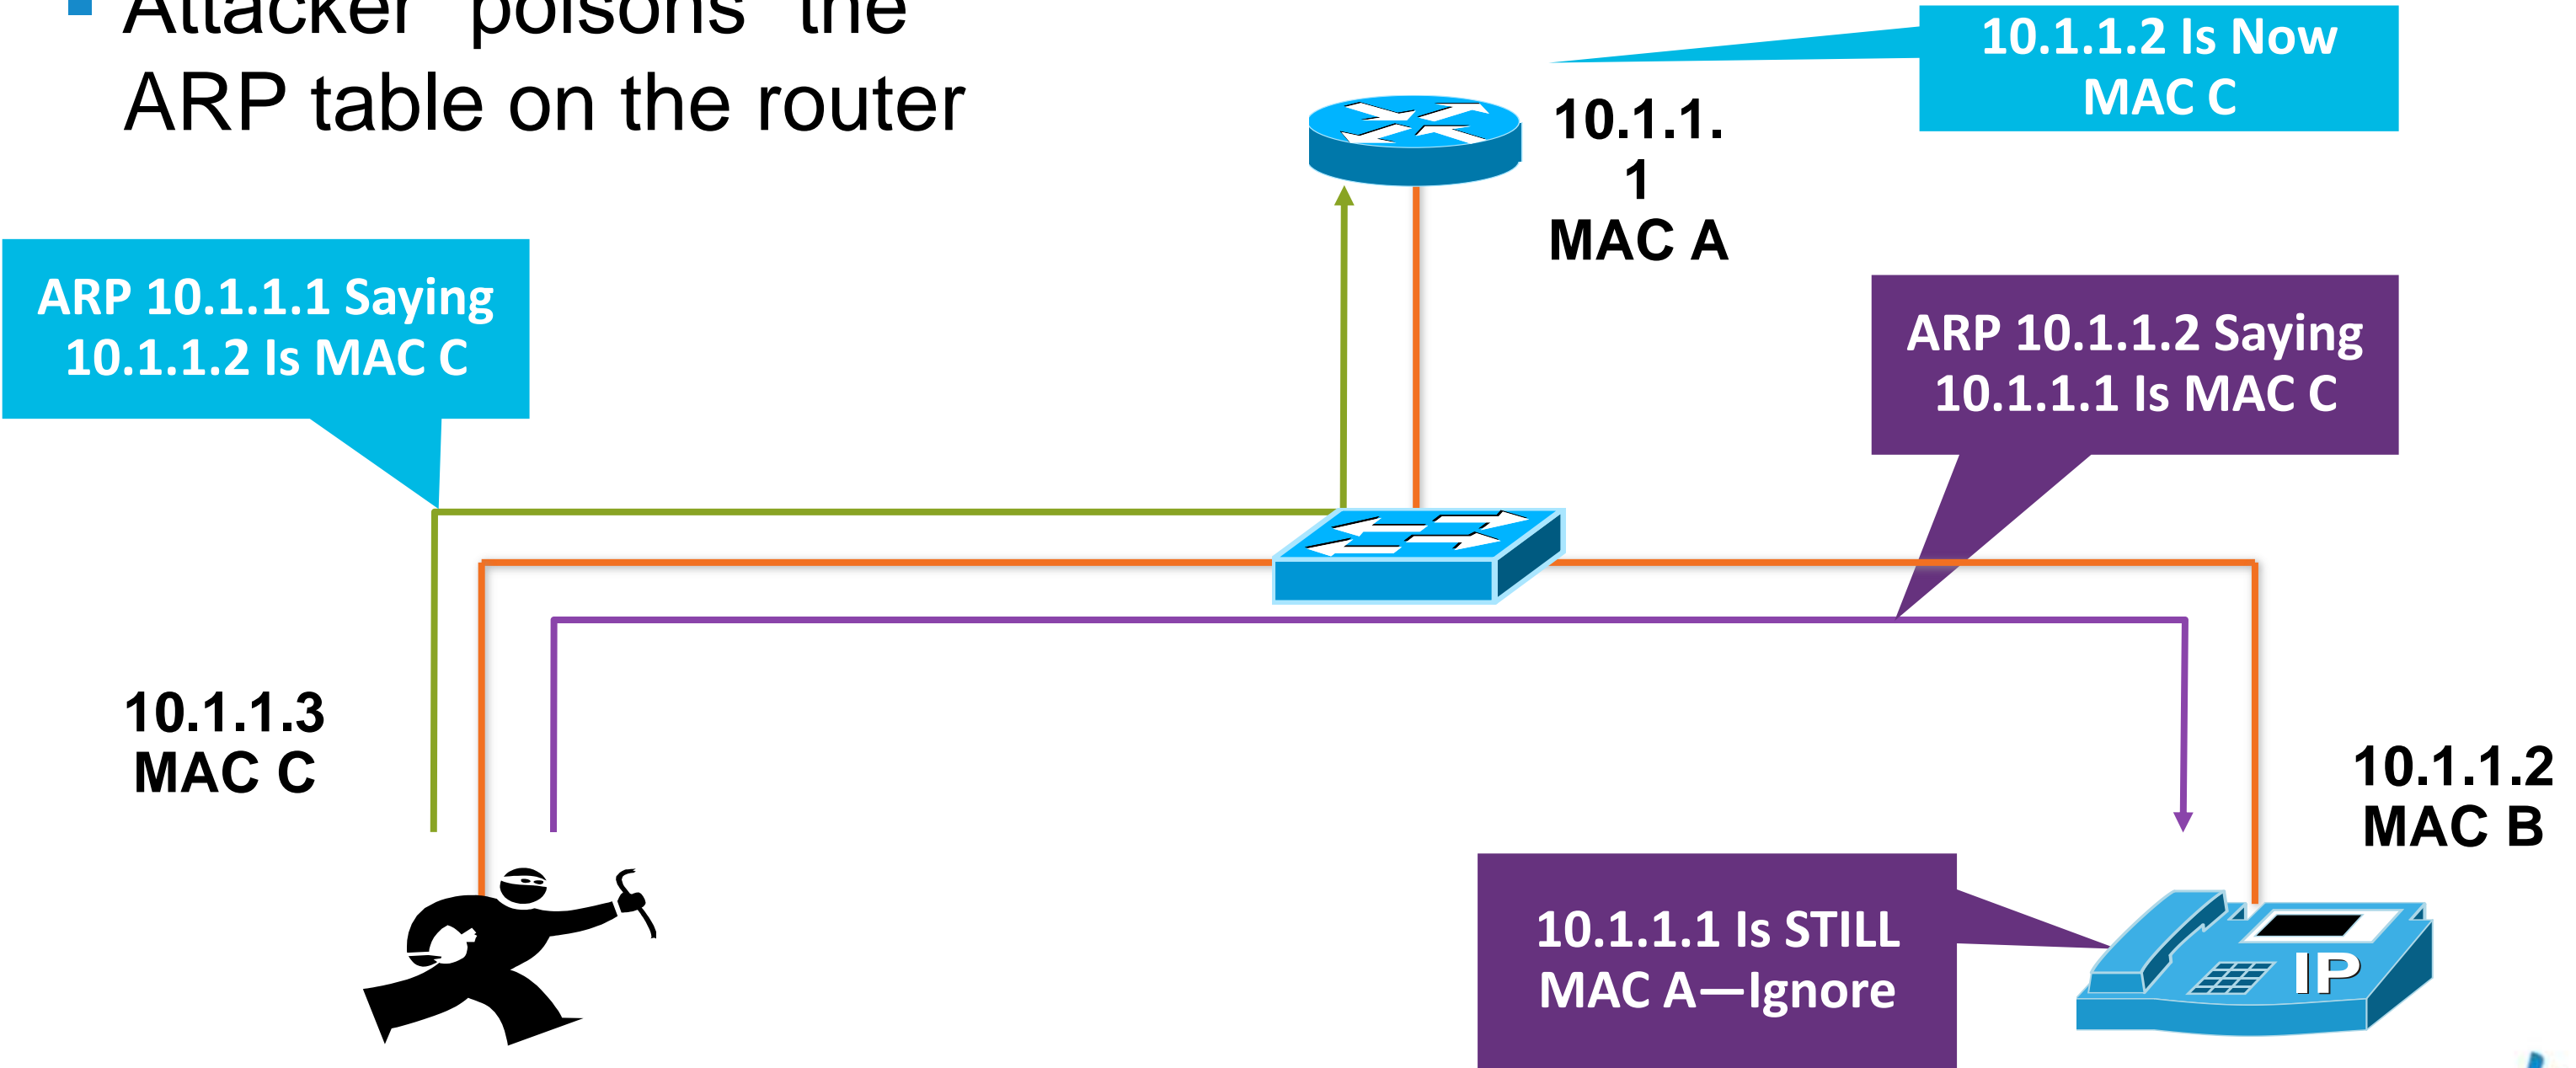 Attacker "poisons" the
ARP table on the router
10.1.1.2 Is Now
MAC C
10.1.1.
1
MAC A
ARP 10.1.1.1 Saying
10.1.1.2 Is MAC C
ARP 10.1.1.2 Saying
10.1.1.1 Is MAC C
10.1.1.3
MAC C
10.1.1.2
MAC B
10.1.1.1 Is STILL
MAC A—Ignore
IP